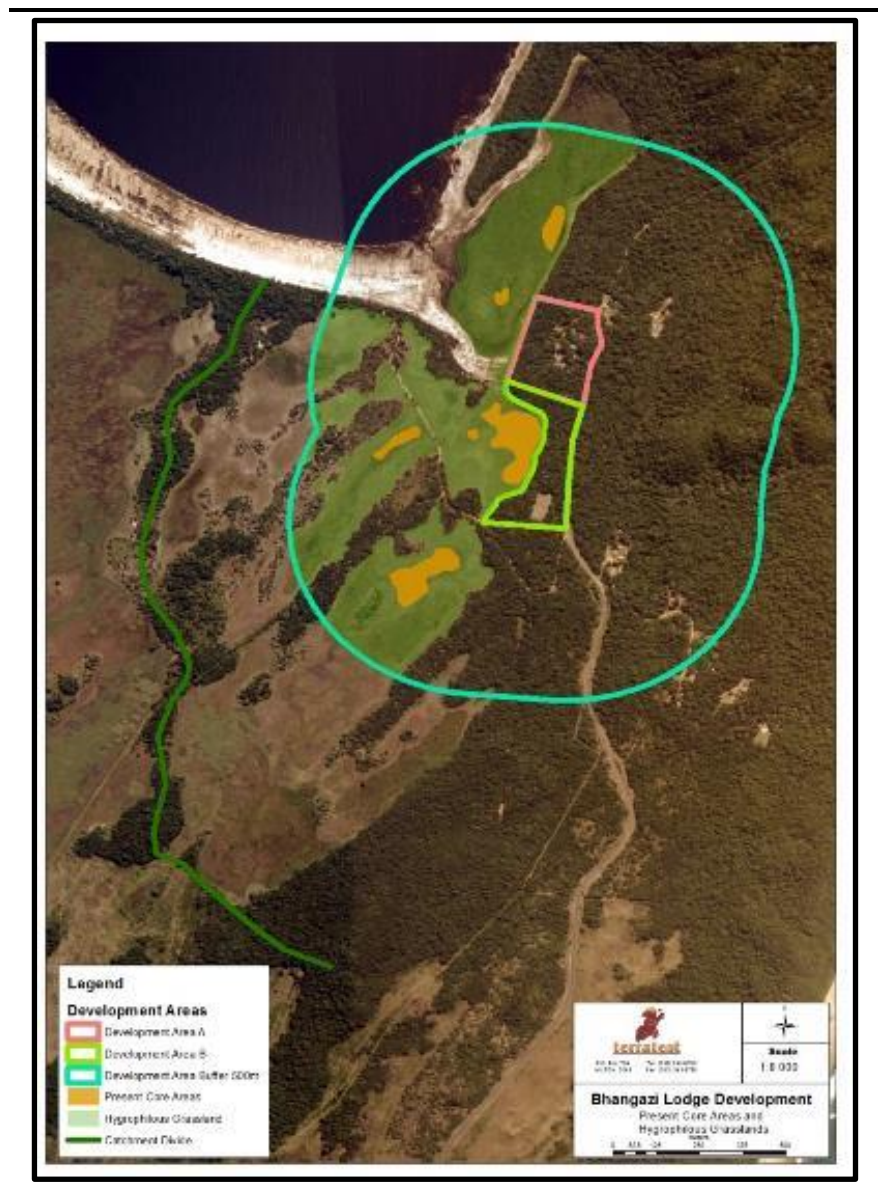 Legend
Development Areas
Development Area A
Development Area B
Development Area Buffer 500m
Present Core Areas
Hygrophilous Grassland
Catchment Divide
terratest
Scale
1:8 000
Bhangazi Lodge Development
Present Core Areas and
Hygrophilous Grasslands